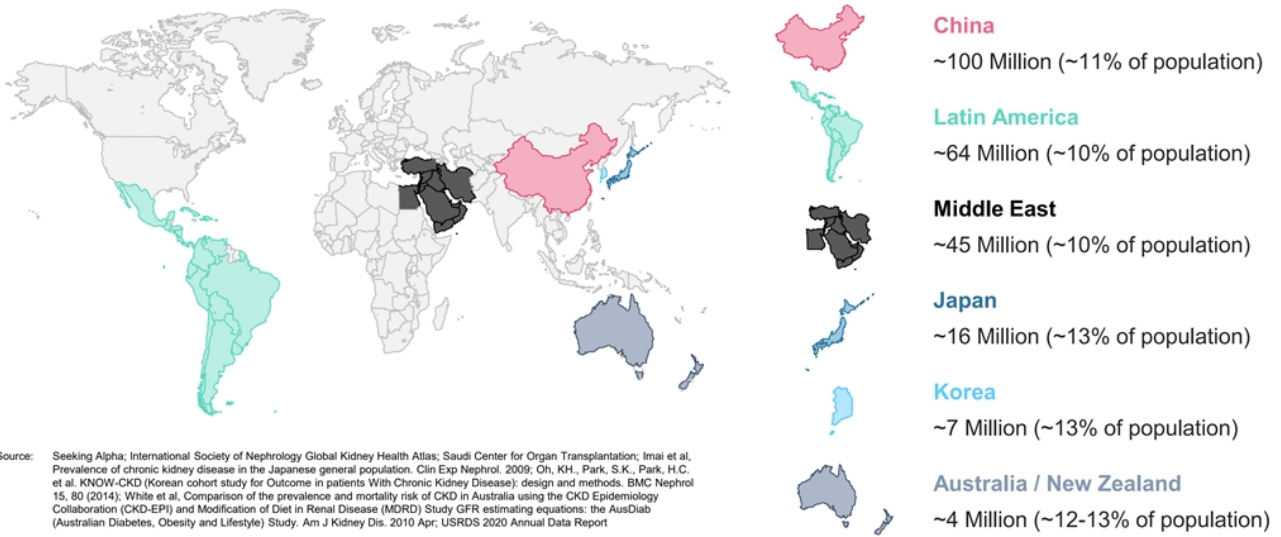 China
~100 Million (~11% of population)
Latin America
~64 Million (~10% of population)
Middle East
~45 Million (~10% of population)
Japan
~16 Million (~13% of population)
Korea
~7 Million (~13% of population)
Australia / New Zealand
~4 Million (~12-13% of population)
Source: Seeking Alpha; International Society of Nephrology Global Kidney Health Atlas; Saudi Center for Organ Transplantation; Imai et al,
Prevalence of chronic kidney disease in the Japanese general population. Clin Exp Nephrol. 2009; Oh, KH., Park, S.K., Park, H.C.
et al. KNOW-CKD (Korean cohort study for Outcome in patients With Chronic Kidney Disease): design and methods. BMC Nephrol
15, 80 (2014); White et al, Comparison of the prevalence and mortality risk of CKD in Australia using the CKD Epidemiology
Collaboration (CKD-EPI) and Modification of Diet in Renal Disease (MDRD) Study GFR estimating equations: the AusDiab
(Australian Diabetes, Obesity and Lifestyle) Study. Am J Kidney Dis. 2010 Apr; USRDS 2020 Annual Data Report